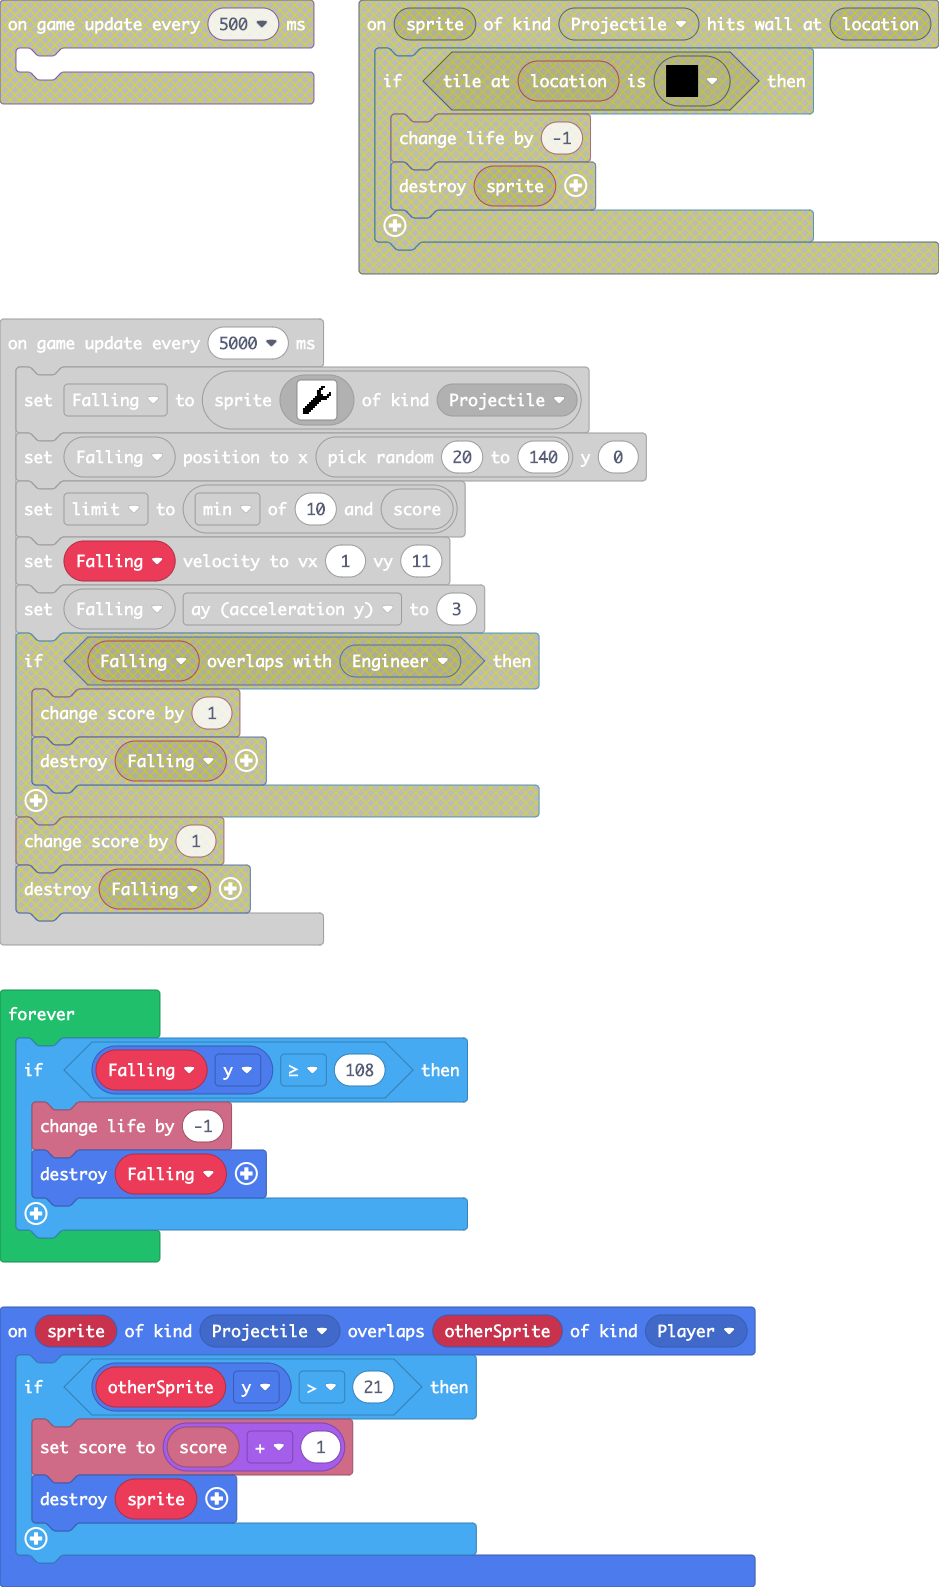 on game update every 500 ms
on sprite of kind Projectile hits wall at location
if tile at location is then
change life by -1
destroy sprite
on game update every 5000 ms
set Falling to sprite of kind Projectile
set Falling position to x pick random 20 to 140 y 0
set limit to min of 10 and score
set Falling velocity to vx 1 vy 11
set Falling ay (acceleration y) to 3
if Falling overlaps with Engineer then
change score by 1
destroy Falling
change score by 1
destroy Falling
forever
if Falling y ≥ 108 then
change life by -1
destroy Falling
on sprite of kind Projectile overlaps otherSprite of kind Player
if otherSprite y > 21 then
set score to score + 1
destroy sprite